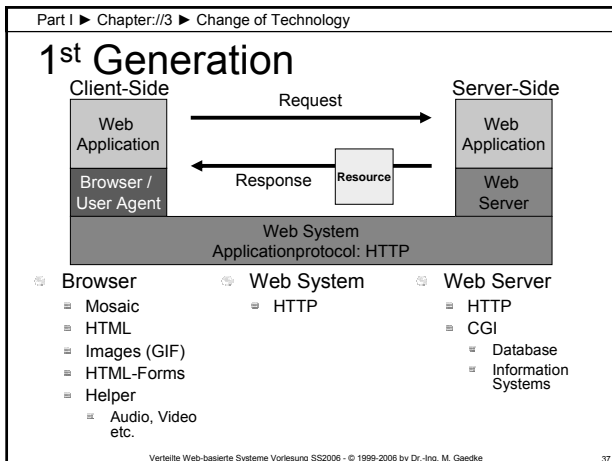 Part I ► Chapter://3 ► Change of Technology
1st Generation
Client-Side
Server-Side
Request
Web
Application
Web
Application
Response
Resource
Browser /
User Agent
Web
Server
Web System
Applicationprotocol: HTTP
Browser
Mosaic
HTML
Images (GIF)
HTML-Forms
Helper
Audio, Video
etc.
Web System
HTTP
Web Server
HTTP
CGI
Database
Information
Systems
Verteilte Web-basierte Systeme Vorlesung SS2006 - © 1999-2006 by Dr.-Ing. M. Gaedke
37